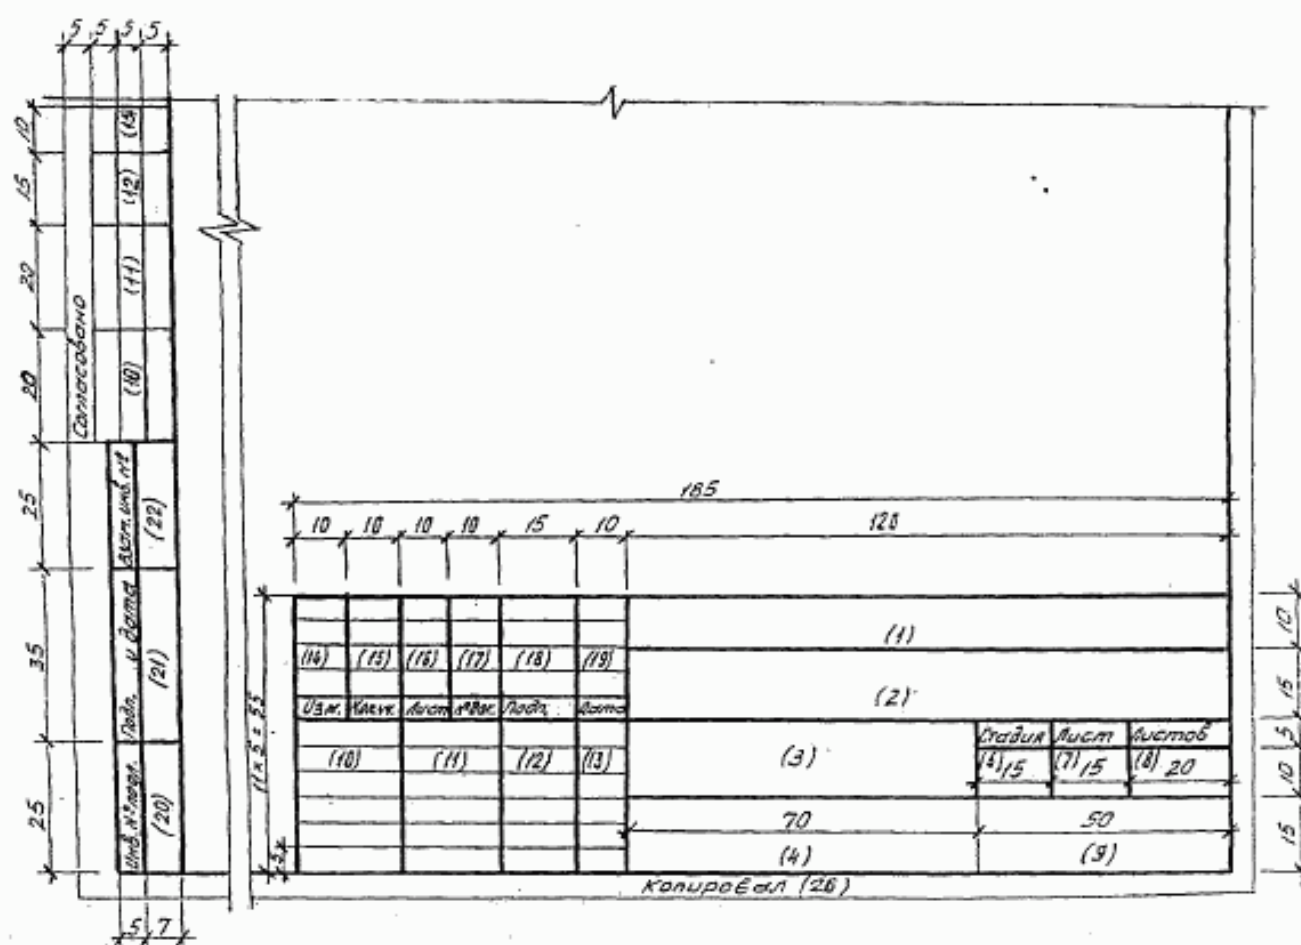 5 5 5 5
10
15
20
20
25
35
25
(13)
(12)
(11)
(10)
Согласовано
Взам. инв. №
(22)
Подп. и дата
(21)
Инв. № подл.
(20)
5 7
185
10 10 10 10 15 10 120
11 x 5 = 55
5
(14) (15) (16) (17) (18) (19)
Изм. Кол.уч. Лист № док. Подп. Дата
(10) (11) (12) (13)
(1)
(2)
(3)
Стадия Лист Листов
(6) 15 (7) 15 (8) 20
70 50
(4) (9)
10
15
5
10
15
Копировал (26)